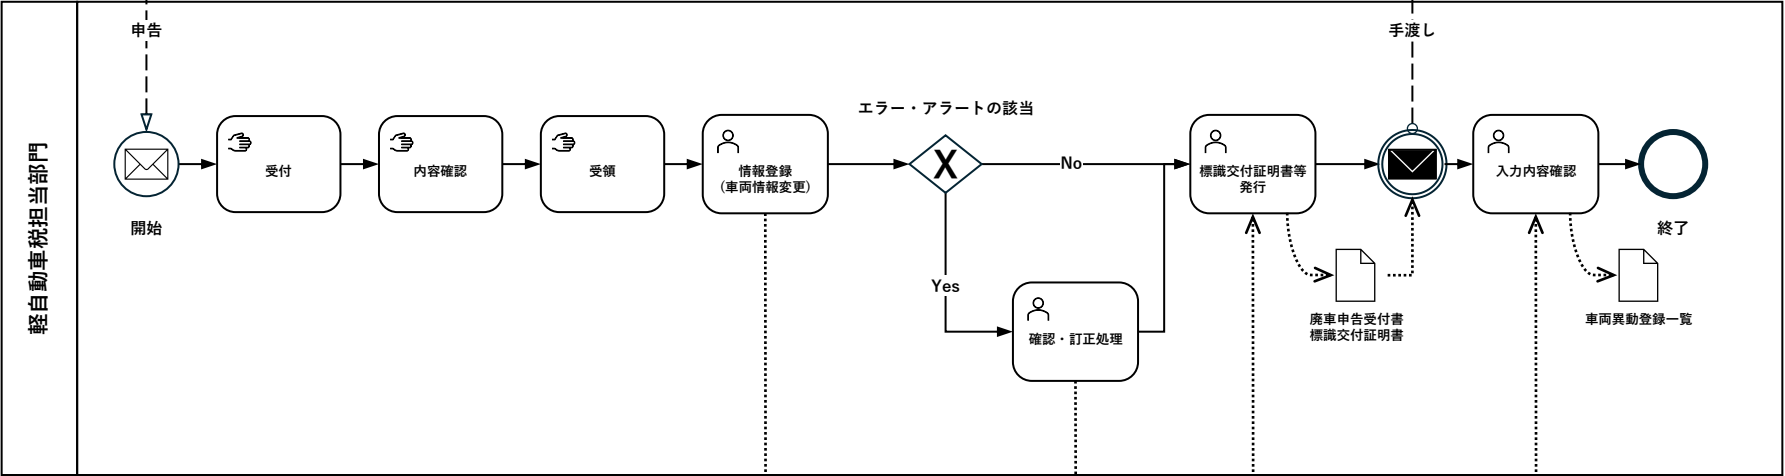 軽自動車税担当部門
申告
開始
受付
内容確認
受領
情報登録
(車両情報変更)
エラー・アラートの該当
X
No
Yes
確認・訂正処理
標識交付証明書等
発行
手渡し
廃車申告受付書
標識交付証明書
入力内容確認
車両異動登録一覧
終了